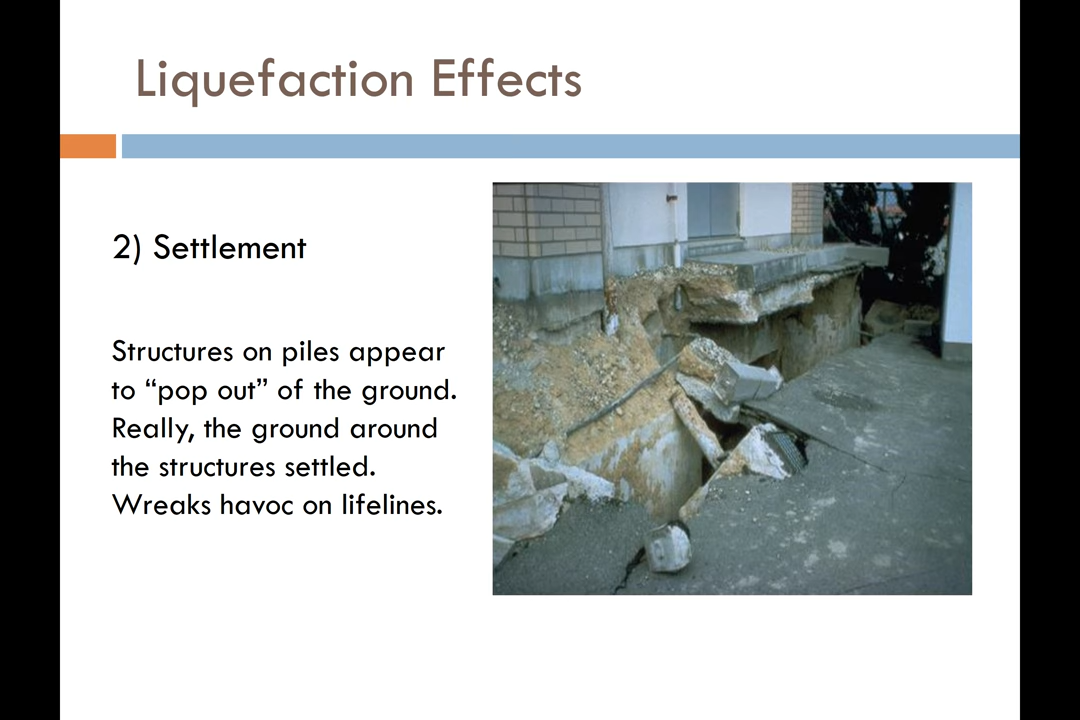 Liquefaction Effects
2) Settlement
Structures on piles appear
to “pop out” of the ground.
Really, the ground around
the structures settled.
Wreaks havoc on lifelines.